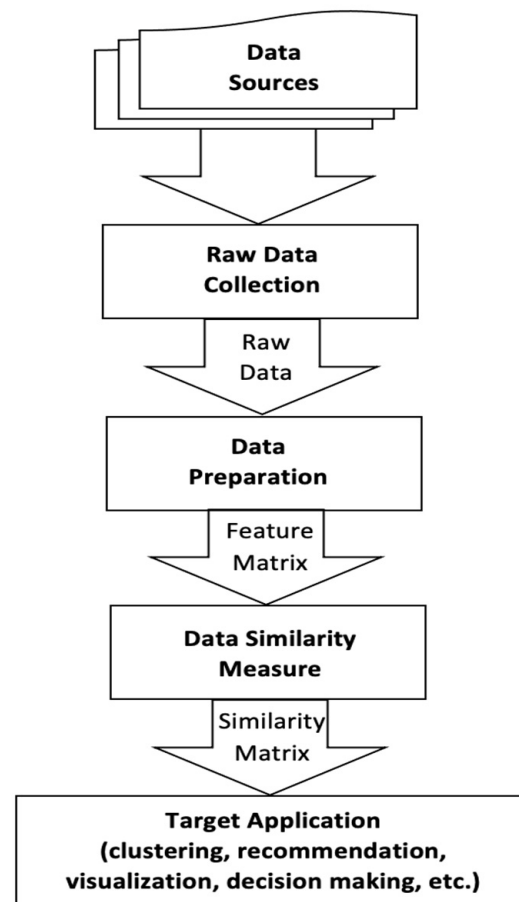 Data
Sources
Raw Data
Collection
Raw
Data
Data
Preparation
Feature
Matrix
Data Similarity
Measure
Similarity
Matrix
Target Application
(clustering, recommendation,
visualization, decision making, etc.)